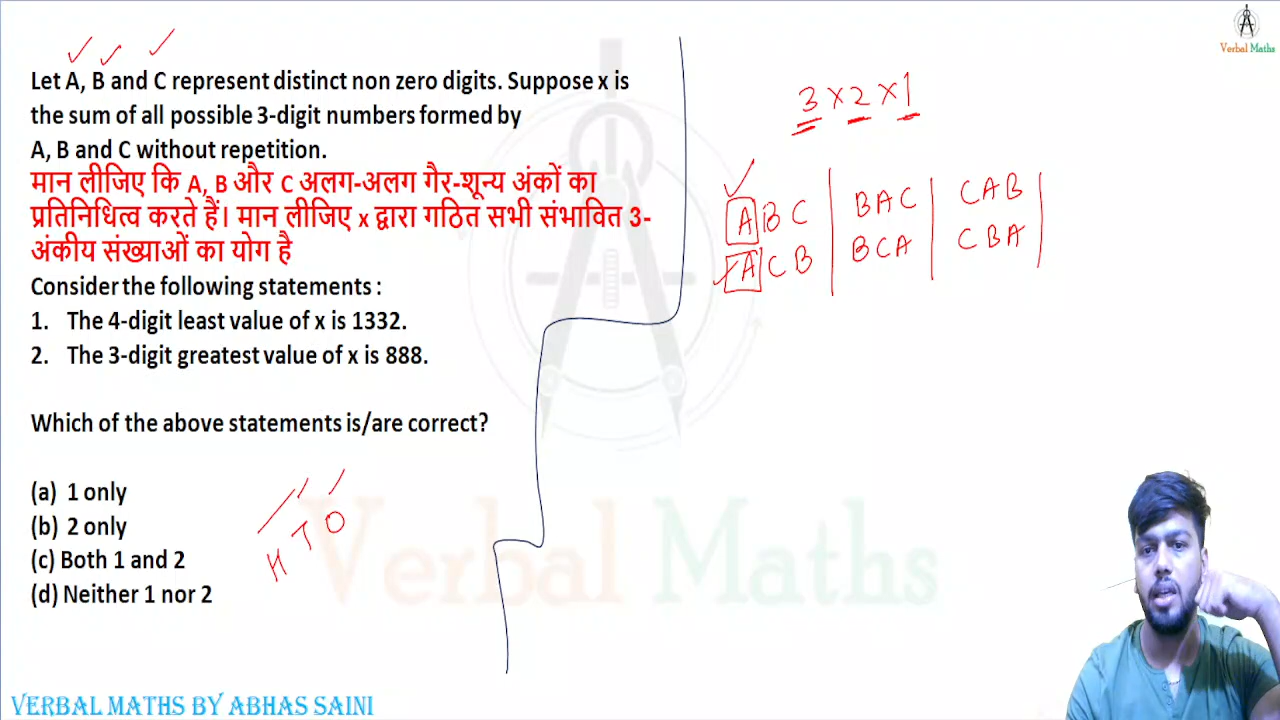 Verbal Maths
Let A, B and C represent distinct non zero digits. Suppose x is
the sum of all possible 3-digit numbers formed by
A, B and C without repetition.
मान लीजिए कि A, B और C अलग-अलग गैर-शून्य अंकों का
प्रतिनिधित्व करते हैं। मान लीजिए x द्वारा गठित सभी संभावित 3-
अंकीय संख्याओं का योग है
Consider the following statements :
1. The 4-digit least value of x is 1332.
2. The 3-digit greatest value of x is 888.
Which of the above statements is/are correct?
(a) 1 only
(b) 2 only
(c) Both 1 and 2
(d) Neither 1 nor 2
H T O
3 × 2 × 1
A B C | B A C | C A B
A C B | B C A | C B A
Verbal Maths
VERBAL MATHS BY ABHAS SAINI